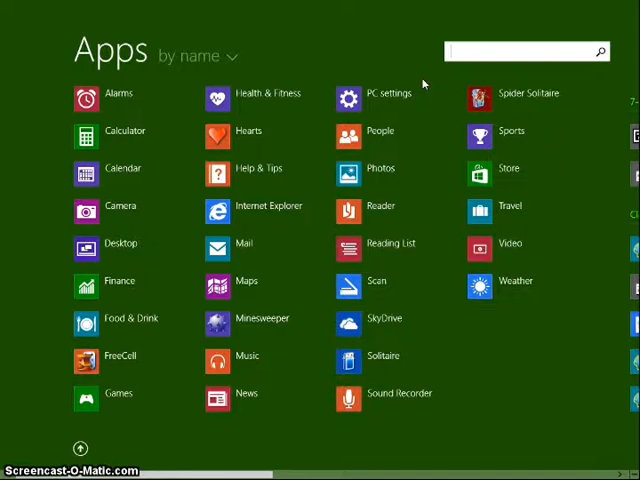 Apps by name
Alarms
Calculator
Calendar
Camera
Desktop
Finance
Food & Drink
FreeCell
Games
Health & Fitness
Hearts
Help & Tips
Internet Explorer
Mail
Maps
Minesweeper
Music
News
PC settings
People
Photos
Reader
Reading List
Scan
SkyDrive
Solitaire
Sound Recorder
Spider Solitaire
Sports
Store
Travel
Video
Weather
7-
Screencast-O-Matic.com